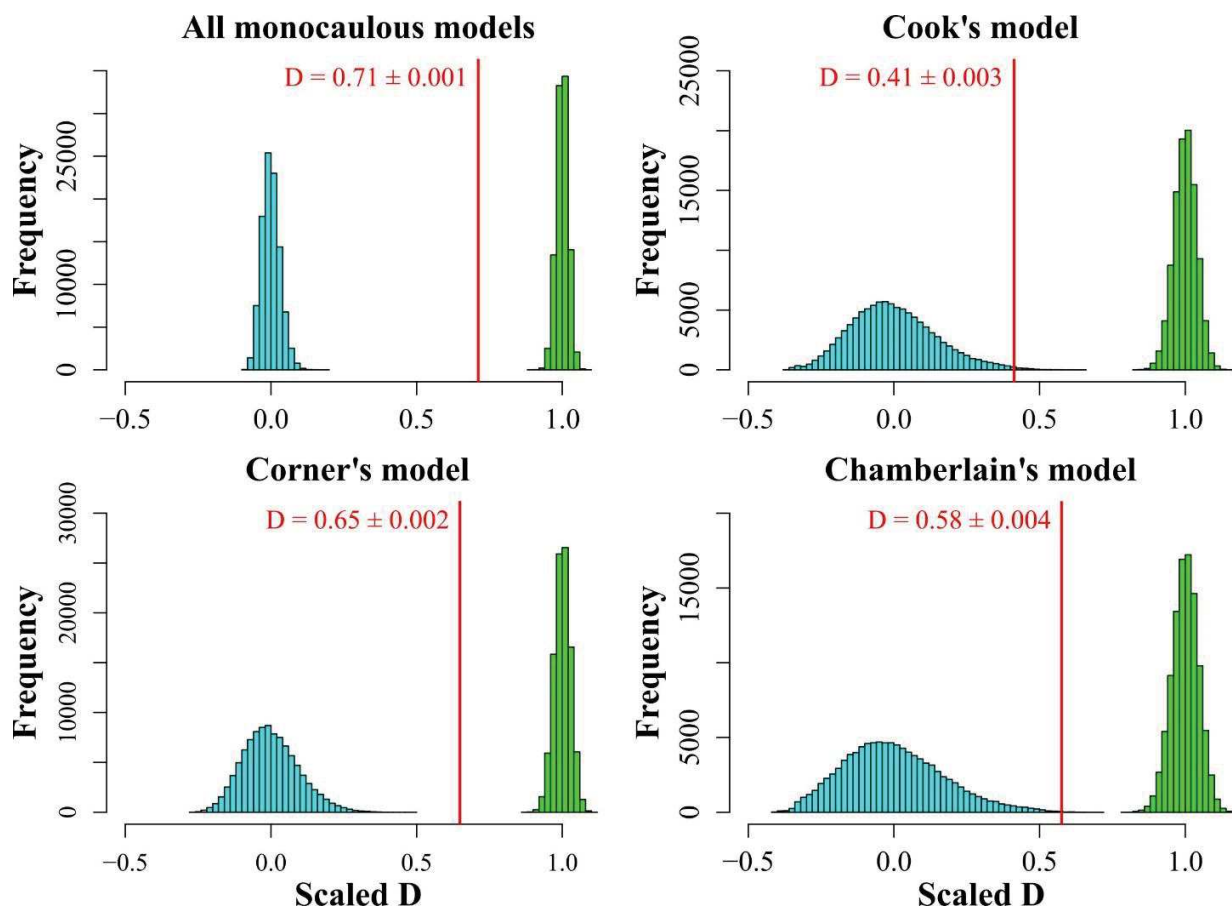 All monocaulous models
D = 0.71 ± 0.001
Frequency
0
10000
25000
−0.5
0.0
0.5
1.0
Cook's model
D = 0.41 ± 0.003
Frequency
0
5000
15000
25000
−0.5
0.0
0.5
1.0
Corner's model
D = 0.65 ± 0.002
Frequency
0
10000
20000
30000
−0.5
0.0
0.5
1.0
Scaled D
Chamberlain's model
D = 0.58 ± 0.004
Frequency
0
5000
15000
−0.5
0.0
0.5
1.0
Scaled D